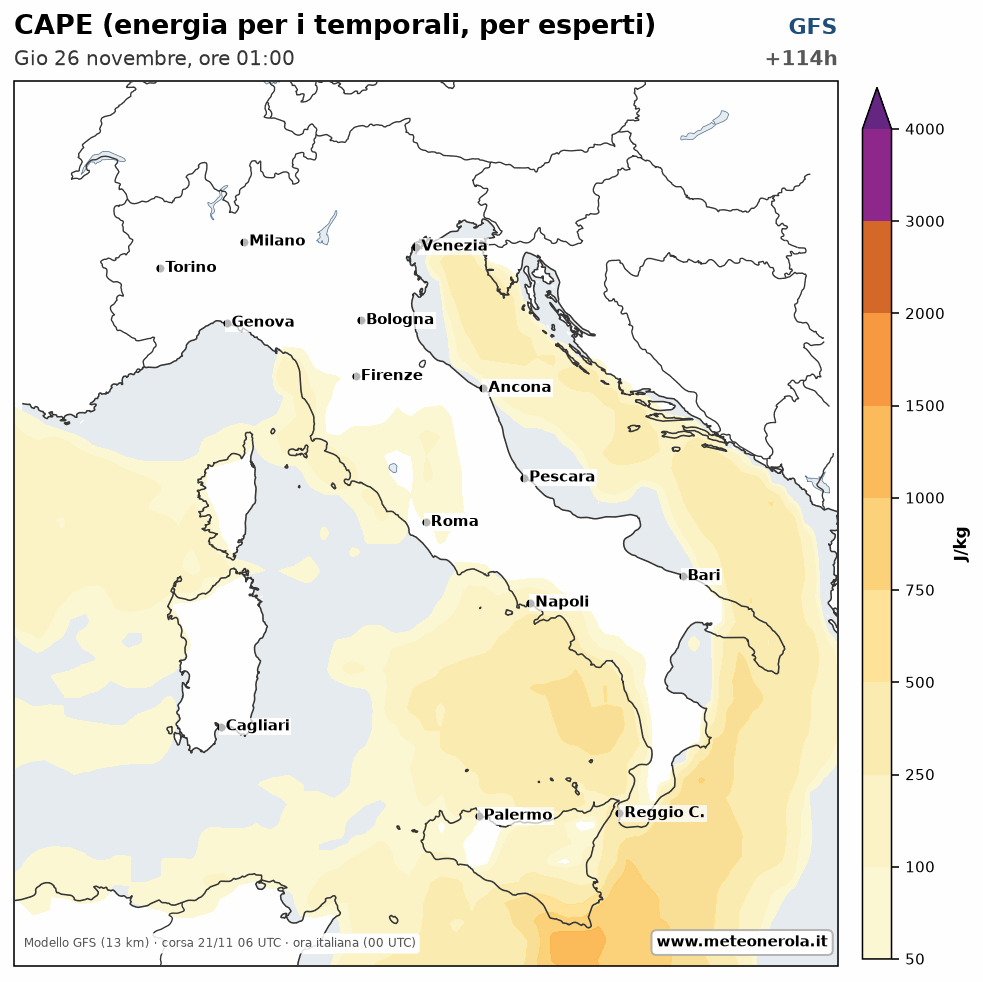 CAPE (energia per i temporali, per esperti)
GFS
Gio 26 novembre, ore 01:00
+114h
4000
3000
2000
1500
1000
750
500
250
100
50
J/kg
Milano
Venezia
Torino
Genova
Bologna
Firenze
Ancona
Pescara
Roma
Bari
Napoli
Cagliari
Palermo
Reggio C.
Modello GFS (13 km) · corsa 21/11 06 UTC · ora italiana (00 UTC)
www.meteonerola.it